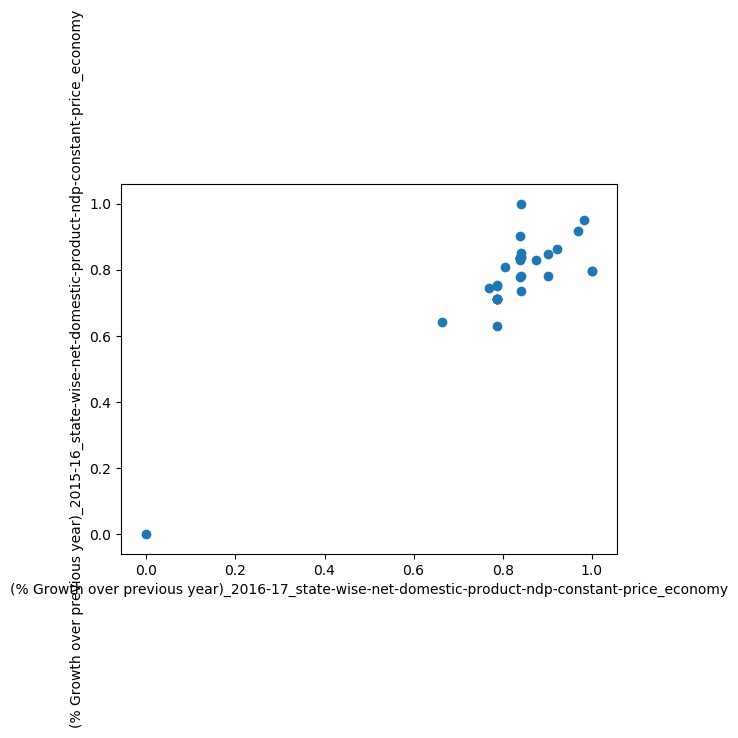 (% Growth over previous year)_2015-16_state-wise-net-domestic-product-ndp-constant-price_economy
1.0
0.8
0.6
0.4
0.2
0.0
0.0 0.2 0.4 0.6 0.8 1.0
(% Growth over previous year)_2016-17_state-wise-net-domestic-product-ndp-constant-price_economy